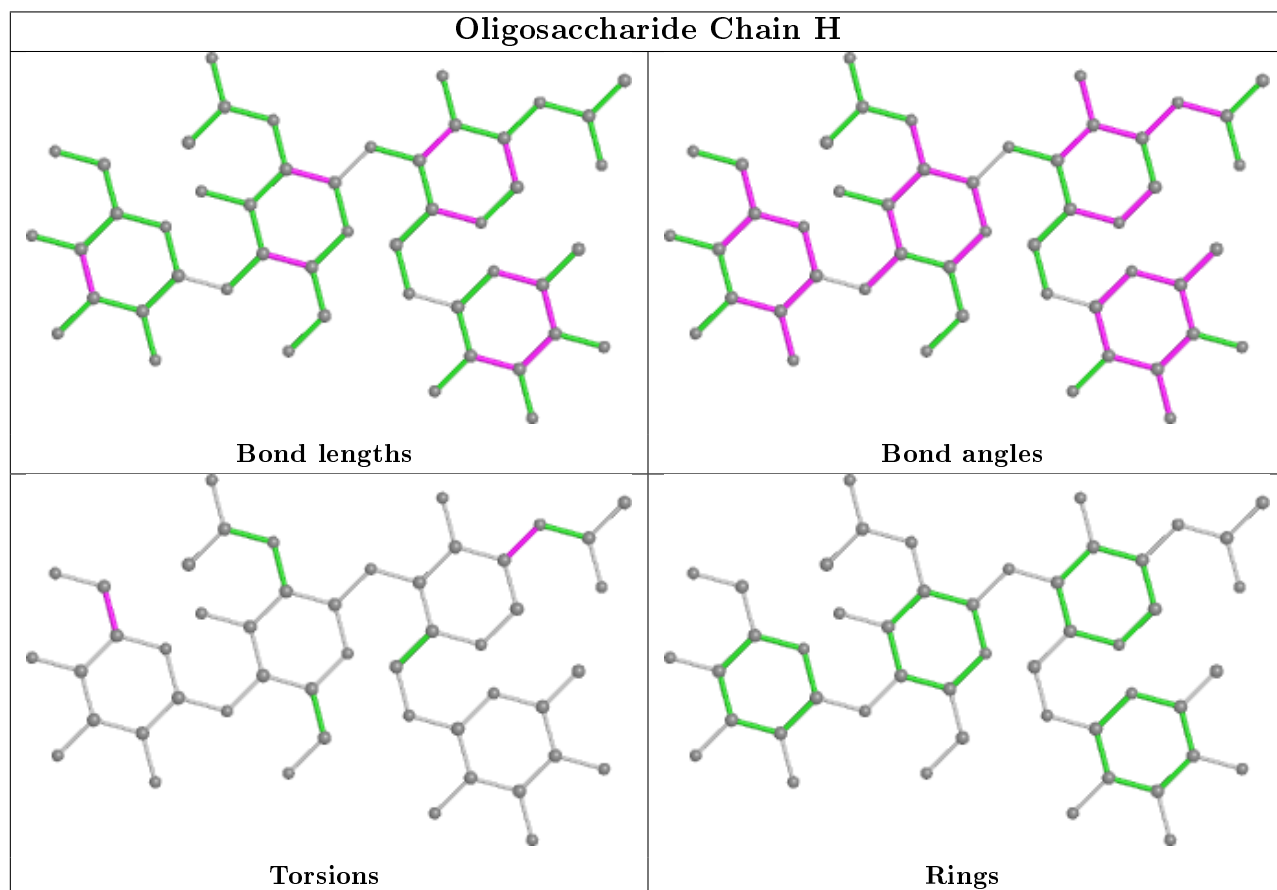 Oligosaccharide Chain H
Bond lengths
Bond angles
Torsions
Rings